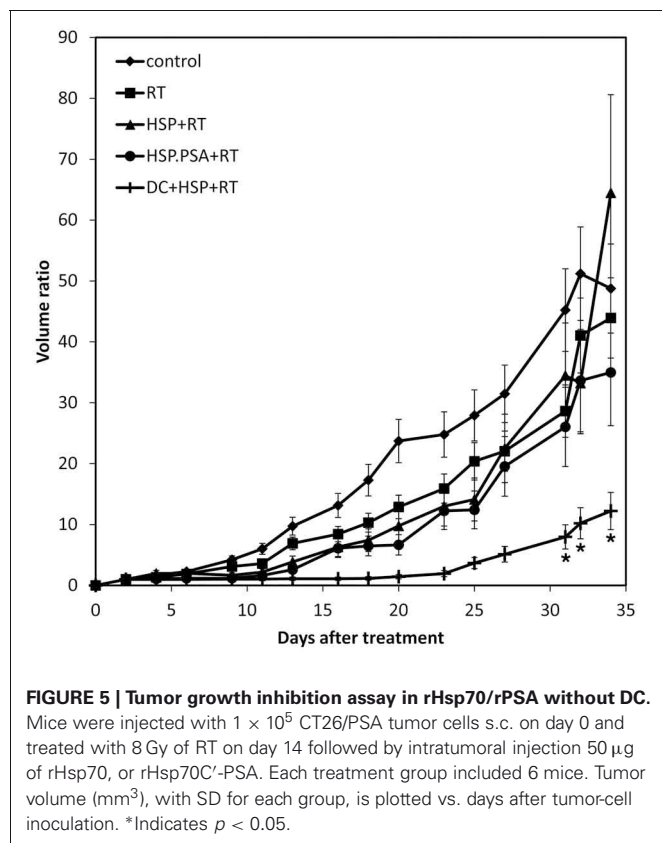 90
80
70
60
50
40
30
20
10
0
Volume ratio
control
RT
HSP+RT
HSP.PSA+RT
DC+HSP+RT
* * *
0 5 10 15 20 25 30 35
Days after treatment
FIGURE 5 | Tumor growth inhibition assay in rHsp70/rPSA without DC.
Mice were injected with 1 × 10⁵ CT26/PSA tumor cells s.c. on day 0 and
treated with 8 Gy of RT on day 14 followed by intratumoral injection 50 μg
of rHsp70, or rHsp70C′-PSA. Each treatment group included 6 mice. Tumor
volume (mm³), with SD for each group, is plotted vs. days after tumor-cell
inoculation. *Indicates p < 0.05.